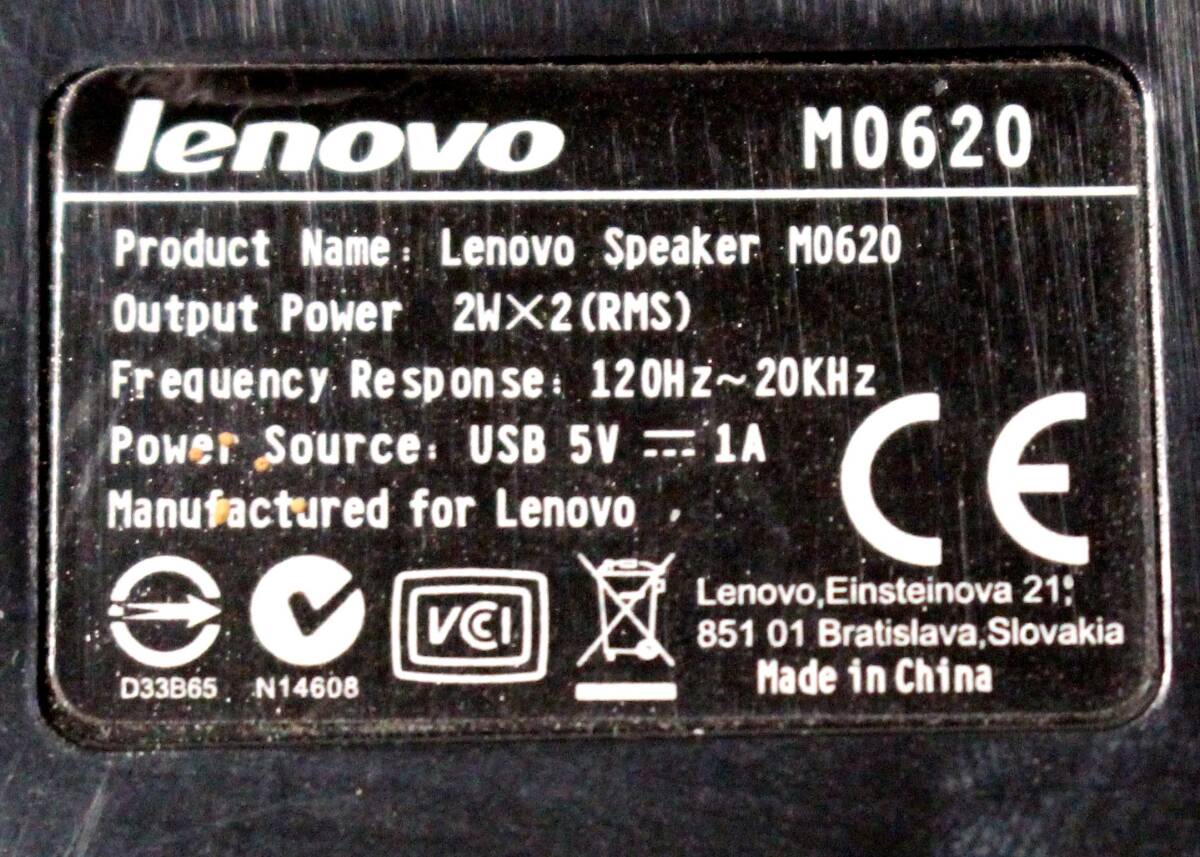 lenovo M0620
Product Name: Lenovo Speaker M0620
Output Power 2W×2(RMS)
Frequency Response: 120Hz~20KHz
Power Source: USB 5V ⎓ 1A
Manufactured for Lenovo
CE
VCCI
D33B65 N14608
Lenovo,Einsteinova 21;
851 01 Bratislava,Slovakia
Made in China